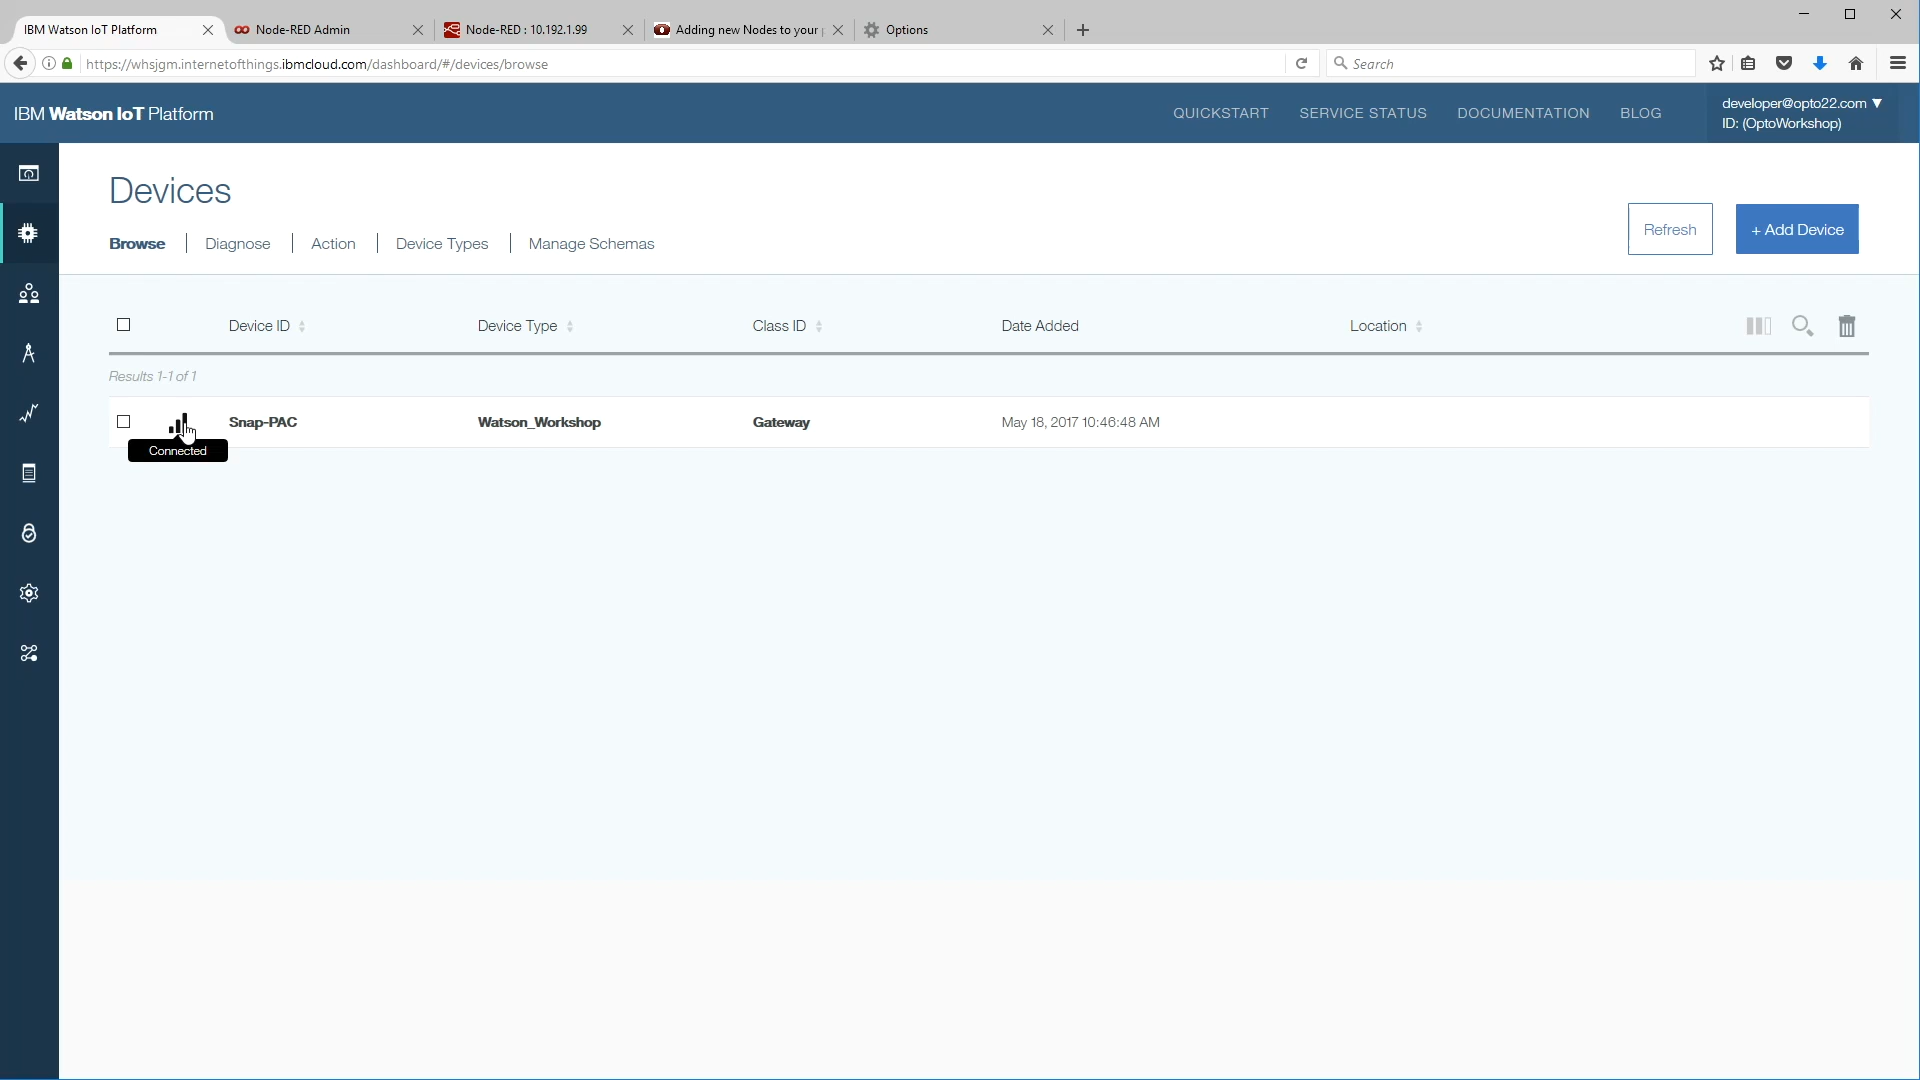 IBM Watson IoT Platform
Node-RED Admin
Node-RED : 10.192.1.99
Adding new Nodes to your
Options
https://whsjgm.internetofthings.ibmcloud.com/dashboard/#/devices/browse
Search
IBM Watson IoT Platform
QUICKSTART
SERVICE STATUS
DOCUMENTATION
BLOG
developer@opto22.com ▼
ID: (OptoWorkshop)
Devices
Browse
Diagnose
Action
Device Types
Manage Schemas
Refresh
+ Add Device
Device ID
Device Type
Class ID
Date Added
Location
Results 1-1 of 1
Snap-PAC
Watson_Workshop
Gateway
May 18, 2017 10:46:48 AM
Connected